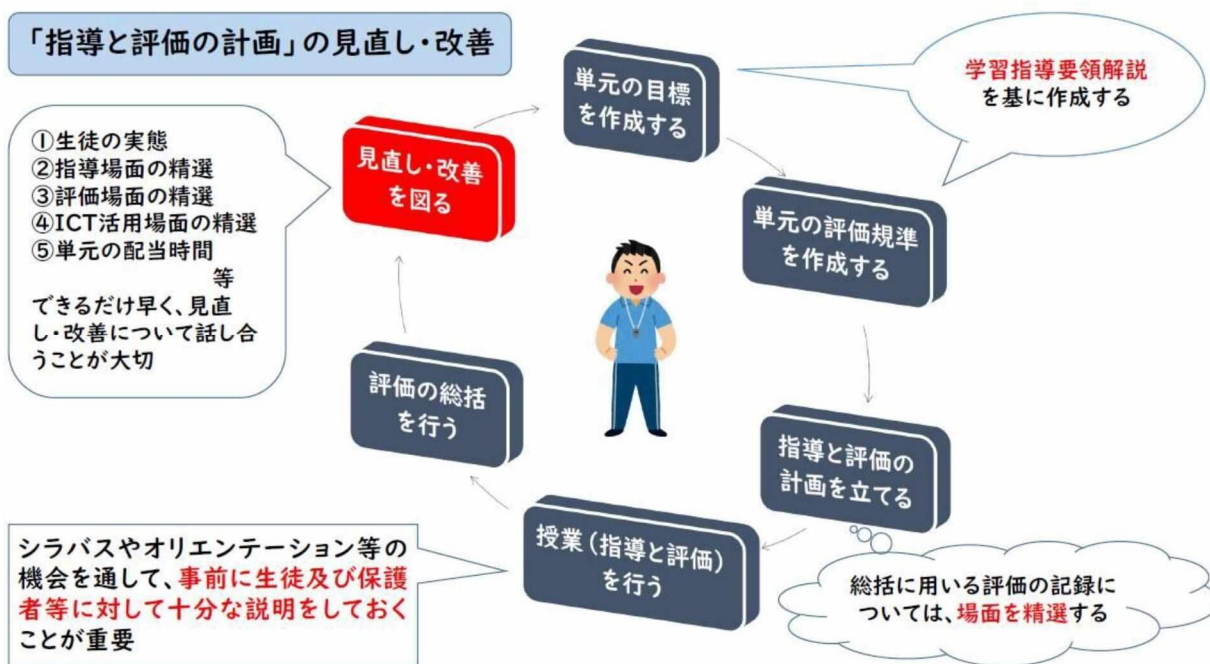 「指導と評価の計画」の見直し・改善
単元の目標
を作成する
学習指導要領解説
を基に作成する
単元の評価規準
を作成する
指導と評価の
計画を立てる
総括に用いる評価の記録に
ついては、場面を精選する
授業(指導と評価)
を行う
シラバスやオリエンテーション等の
機会を通して、事前に生徒及び保護
者等に対して十分な説明をしておく
ことが重要
評価の総括
を行う
見直し・改善
を図る
①生徒の実態
②指導場面の精選
③評価場面の精選
④ICT活用場面の精選
⑤単元の配当時間
等
できるだけ早く、見直
し・改善について話し合
うことが大切